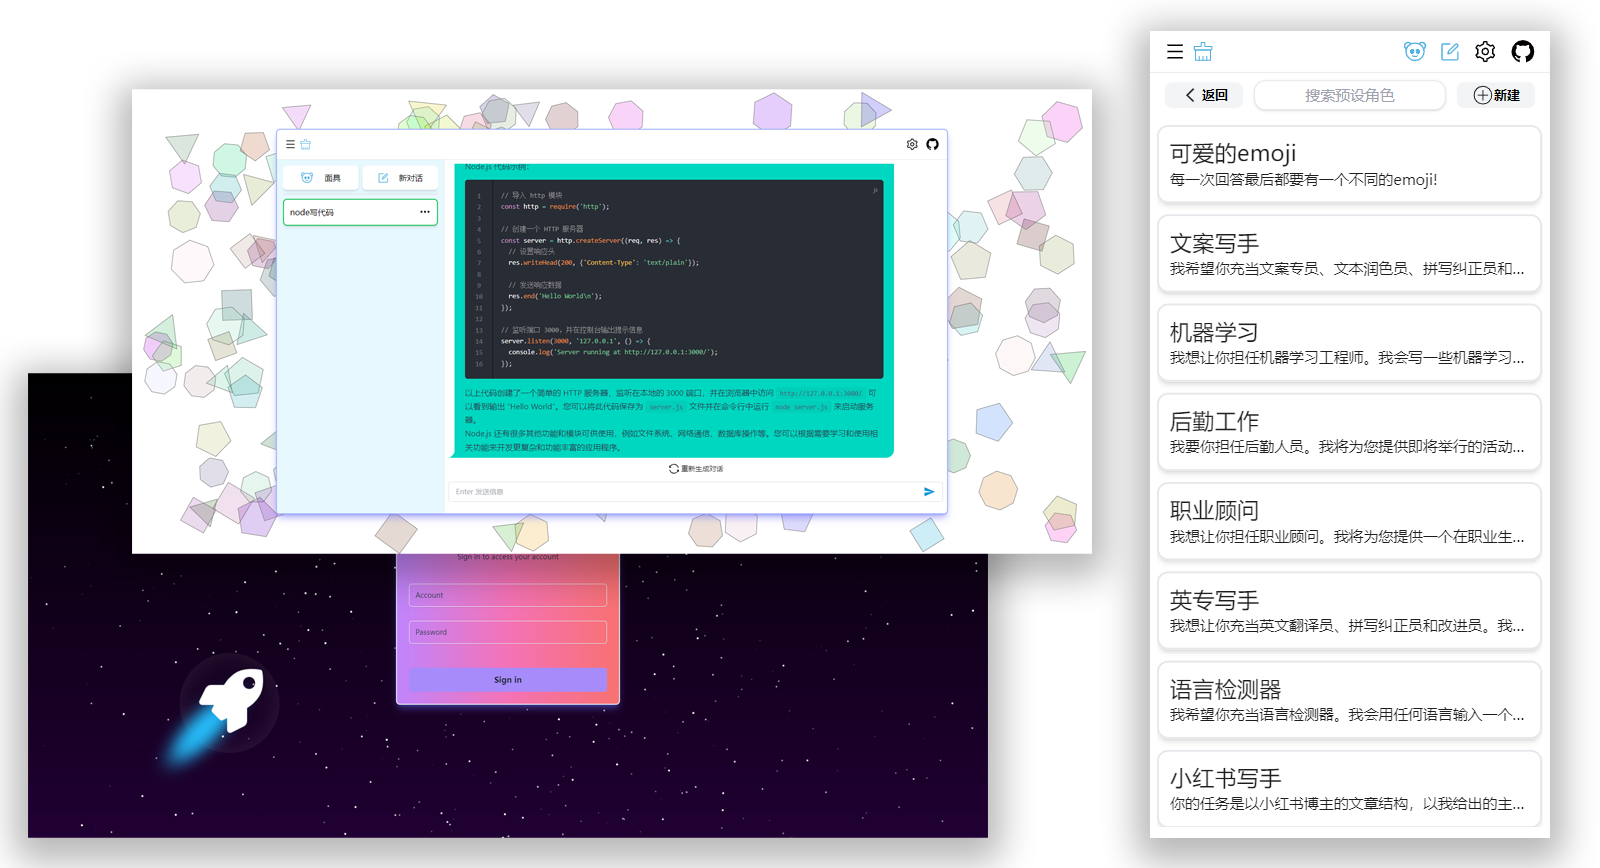 面具
新对话
node写代码
Node.js 代码示例：
js
1 // 导入 http 模块
2 const http = require('http');
3
4 // 创建一个 HTTP 服务器
5 const server = http.createServer((req, res) => {
6 // 设置响应头
7 res.writeHead(200, {'Content-Type': 'text/plain'});
8
9 // 发送响应数据
10 res.end('Hello World\n');
11 });
12
13 // 监听端口 3000，并在控制台输出提示信息
14 server.listen(3000, '127.0.0.1', () => {
15 console.log('Server running at http://127.0.0.1:3000/');
16 });
以上代码创建了一个简单的 HTTP 服务器，监听在本地的 3000 端口，并在浏览器中访问 http://127.0.0.1:3000/ 可
以看到输出 "Hello World"。您可以将此代码保存为 server.js 文件并在命令行中运行 node server.js 来启动服务
器。
Node.js 还有很多其他功能和模块可供使用，例如文件系统、网络通信、数据库操作等。您可以根据需要学习和使用相
关功能来开发更复杂和功能丰富的应用程序。
重新生成对话
Enter 发送信息
Sign in to access your account
Account
Password
Sign in
返回
搜索预设角色
新建
可爱的emoji
每一次回答最后都要有一个不同的emoji!
文案写手
我希望你充当文案专员、文本润色员、拼写纠正员和...
机器学习
我想让你担任机器学习工程师。我会写一些机器学习...
后勤工作
我要你担任后勤人员。我将为您提供即将举行的活动...
职业顾问
我想让你担任职业顾问。我将为您提供一个在职业生...
英专写手
我想让你充当英文翻译员、拼写纠正员和改进员。我...
语言检测器
我希望你充当语言检测器。我会用任何语言输入一个...
小红书写手
你的任务是以小红书博主的文章结构，以我给出的主...